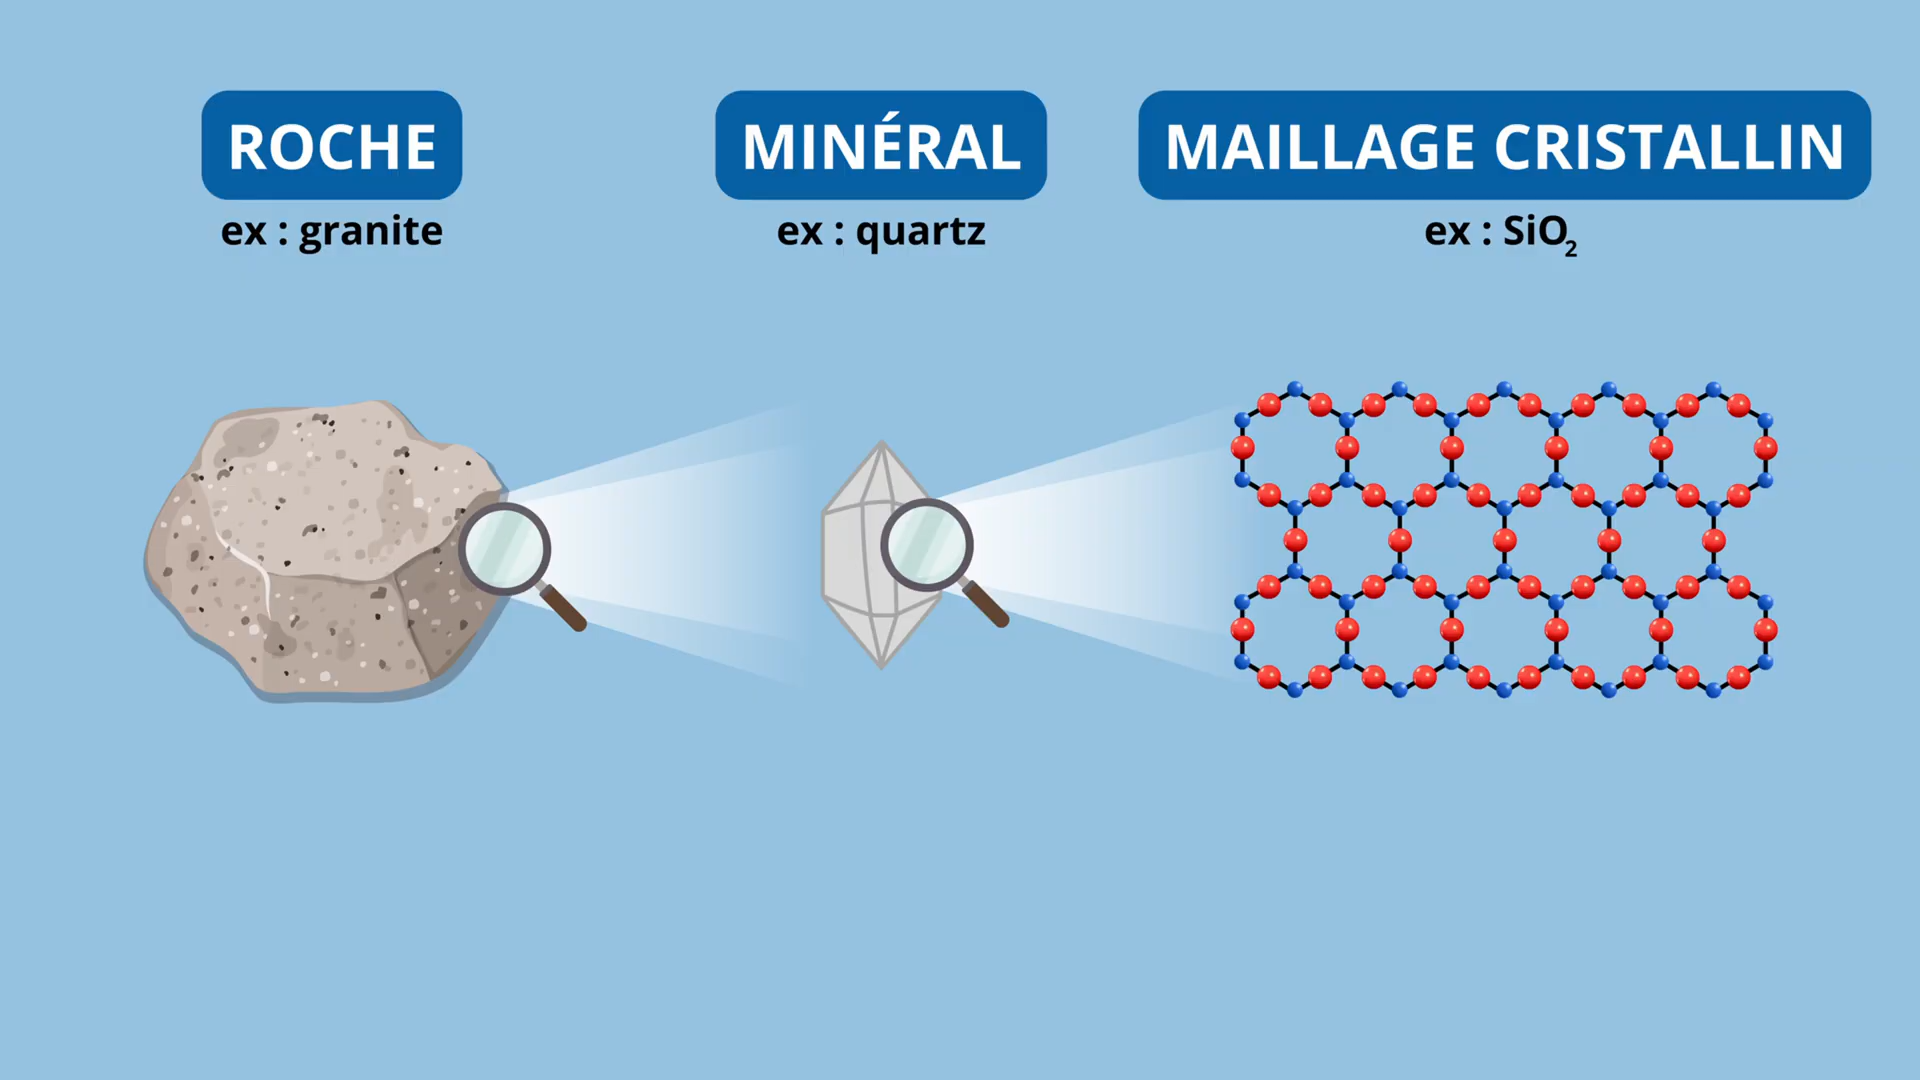 ROCHE
ex : granite
MINÉRAL
ex : quartz
MAILLAGE CRISTALLIN
ex : SiO₂